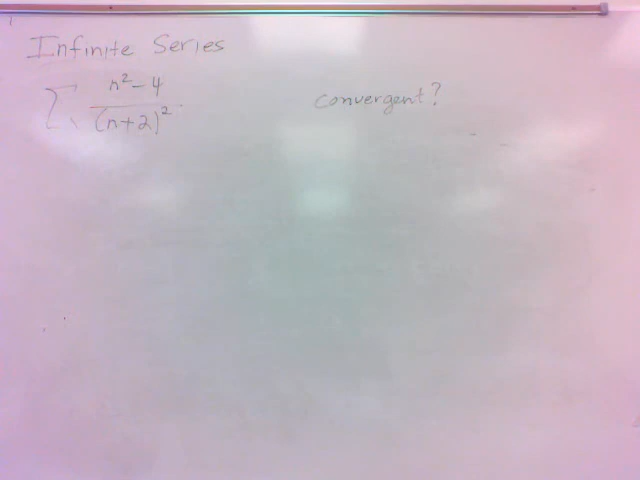 Infinite Series
∑ n² - 4 / (n+2)² convergent?